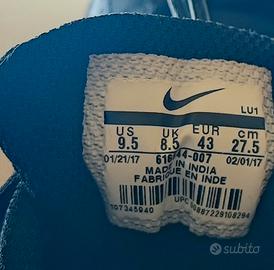 LU1
US UK EUR cm
9.5 8.5 43 27.5
01/21/17 02/01/17
MADE IN INDIA
FABRIQUÉ EN INDE
UPC
subito